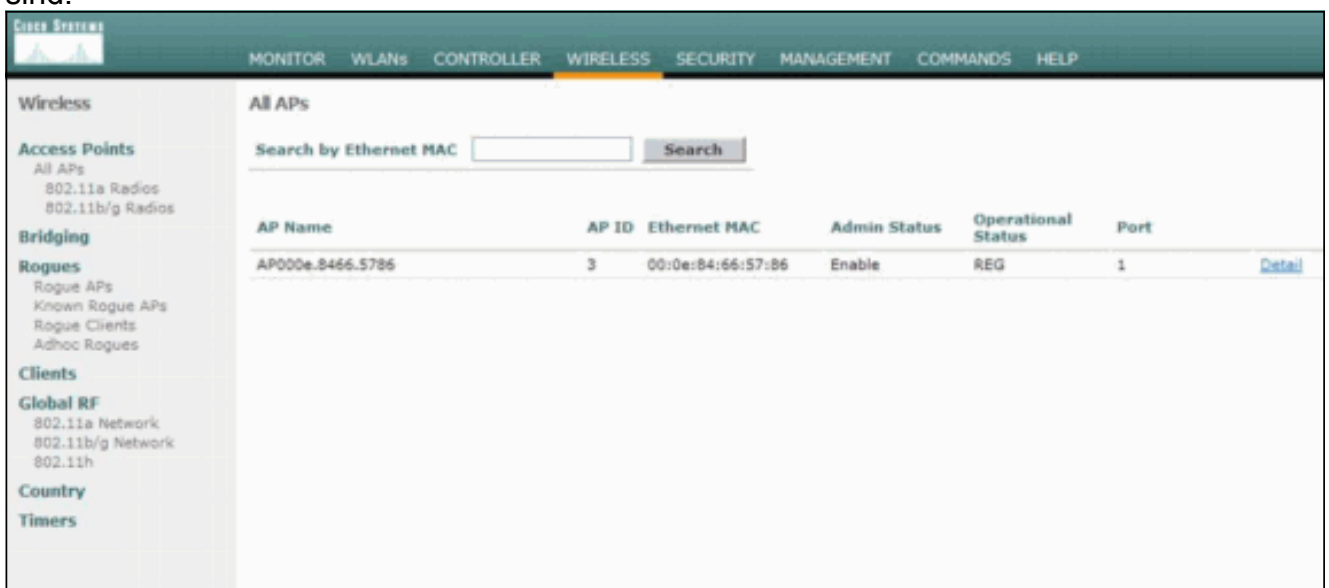 sind.
CISCO SYSTEMS
MONITOR WLANs CONTROLLER WIRELESS SECURITY MANAGEMENT COMMANDS HELP
Wireless
Access Points
All APs
802.11a Radios
802.11b/g Radios
Bridging
Rogues
Rogue APs
Known Rogue APs
Rogue Clients
Adhoc Rogues
Clients
Global RF
802.11a Network
802.11b/g Network
802.11h
Country
Timers
All APs
Search by Ethernet MAC Search
AP Name AP ID Ethernet MAC Admin Status Operational Status Port
AP000e.8466.5786 3 00:0e:84:66:57:86 Enable REG 1 Detail